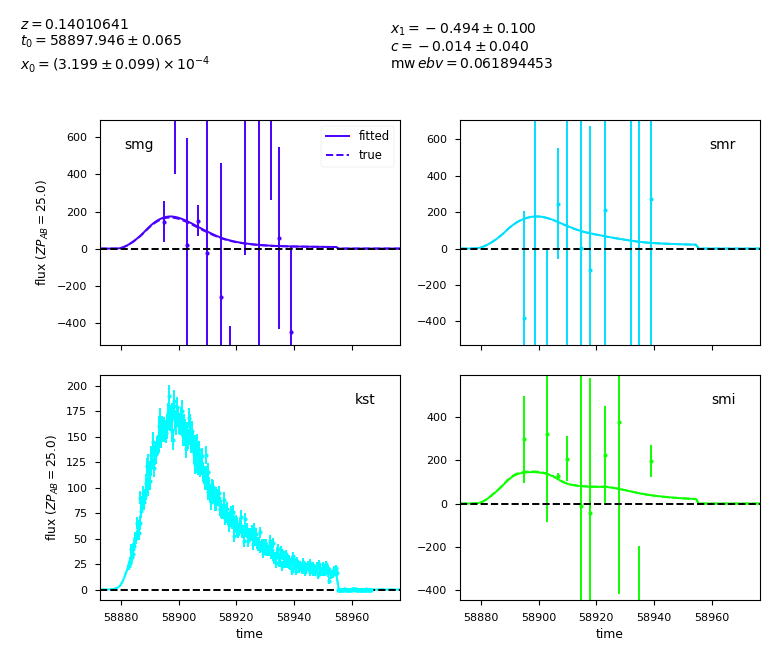 z = 0.14010641
t₀ = 58897.946 ± 0.065
x₀ = (3.199 ± 0.099) × 10⁻⁴
x₁ = −0.494 ± 0.100
c = −0.014 ± 0.040
mw ebv = 0.061894453
smg
fitted
true
600
400
200
0
−200
−400
flux (ZP_AB = 25.0)
smr
600
400
200
0
−200
−400
kst
200
175
150
125
100
75
50
25
0
flux (ZP_AB = 25.0)
58880 58900 58920 58940 58960
time
smi
400
200
0
−200
−400
58880 58900 58920 58940 58960
time